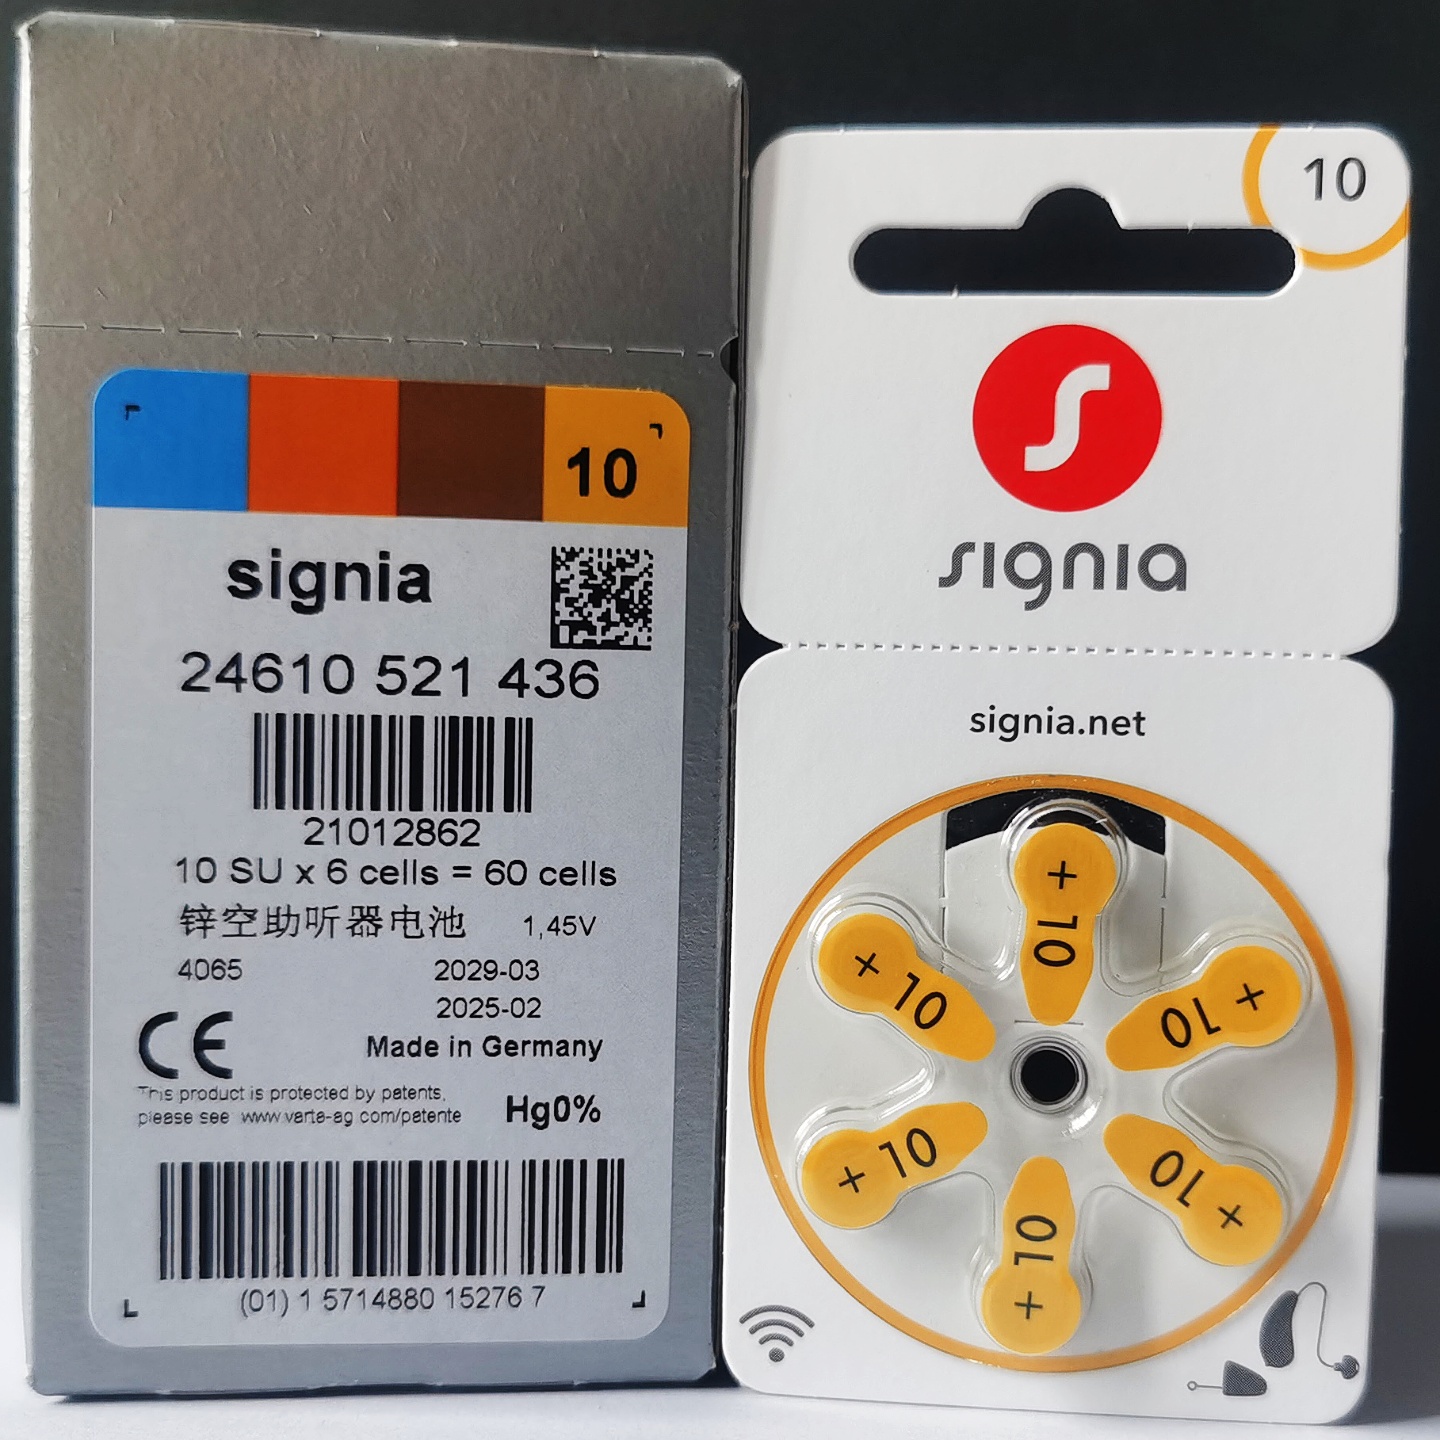 10
signia
24610 521 436
21012862
10 SU x 6 cells = 60 cells
锌空助听器电池 1,45V
4065 2029-03
2025-02
CE Made in Germany
This product is protected by patents,
please see www.varta-ag.com/patente Hg0%
(01) 1 5714880 15276 7
10
signia
signia.net
+ 10
+ 10
+ 10
+ 10
+ 10
+ 10